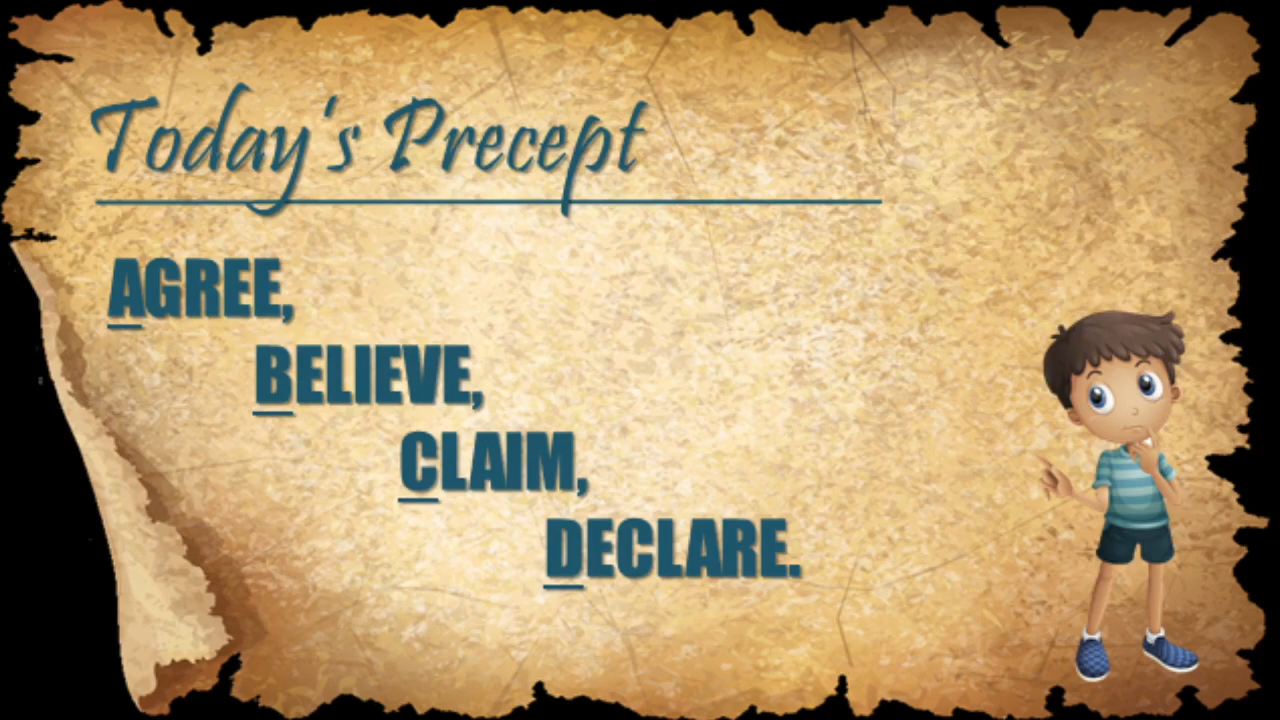 Today's Precept
AGREE,
BELIEVE,
CLAIM,
DECLARE.